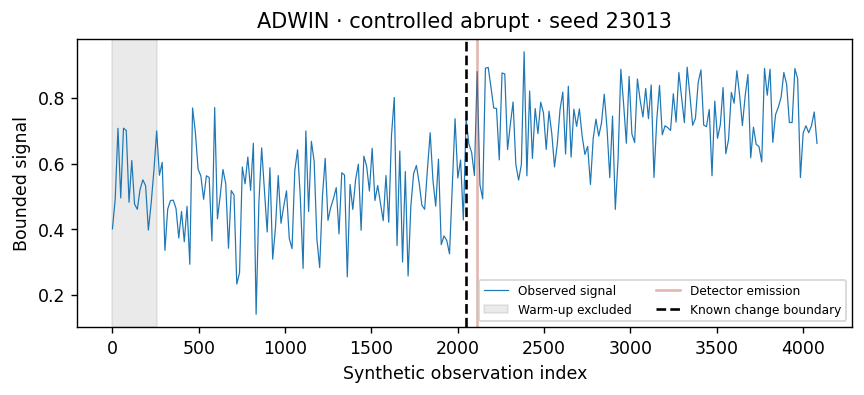 ADWIN · controlled abrupt · seed 23013
Bounded signal
0.8
0.6
0.4
0.2
Observed signal
Warm-up excluded
Detector emission
Known change boundary
0 500 1000 1500 2000 2500 3000 3500 4000
Synthetic observation index